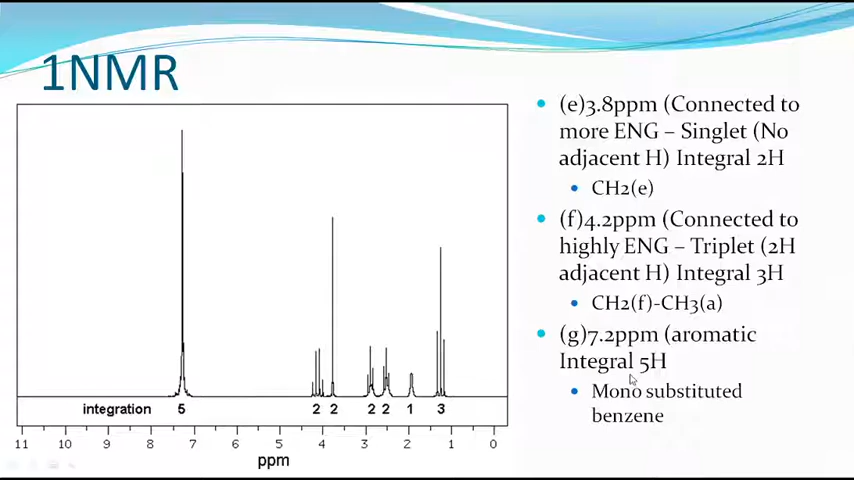 1NMR
(e)3.8ppm (Connected to
more ENG – Singlet (No
adjacent H) Integral 2H
CH2(e)
(f)4.2ppm (Connected to
highly ENG – Triplet (2H
adjacent H) Integral 3H
CH2(f)-CH3(a)
(g)7.2ppm (aromatic
Integral 5H
Mono substituted
benzene
integration 5 2 2 2 2 1 3
11 10 9 8 7 6 5 4 3 2 1 0
ppm